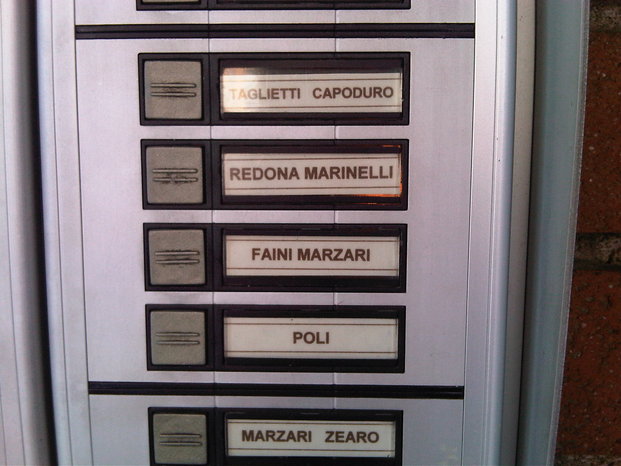 TAGLIETTI CAPODURO
REDONA MARINELLI
FAINI MARZARI
POLI
MARZARI ZEARO